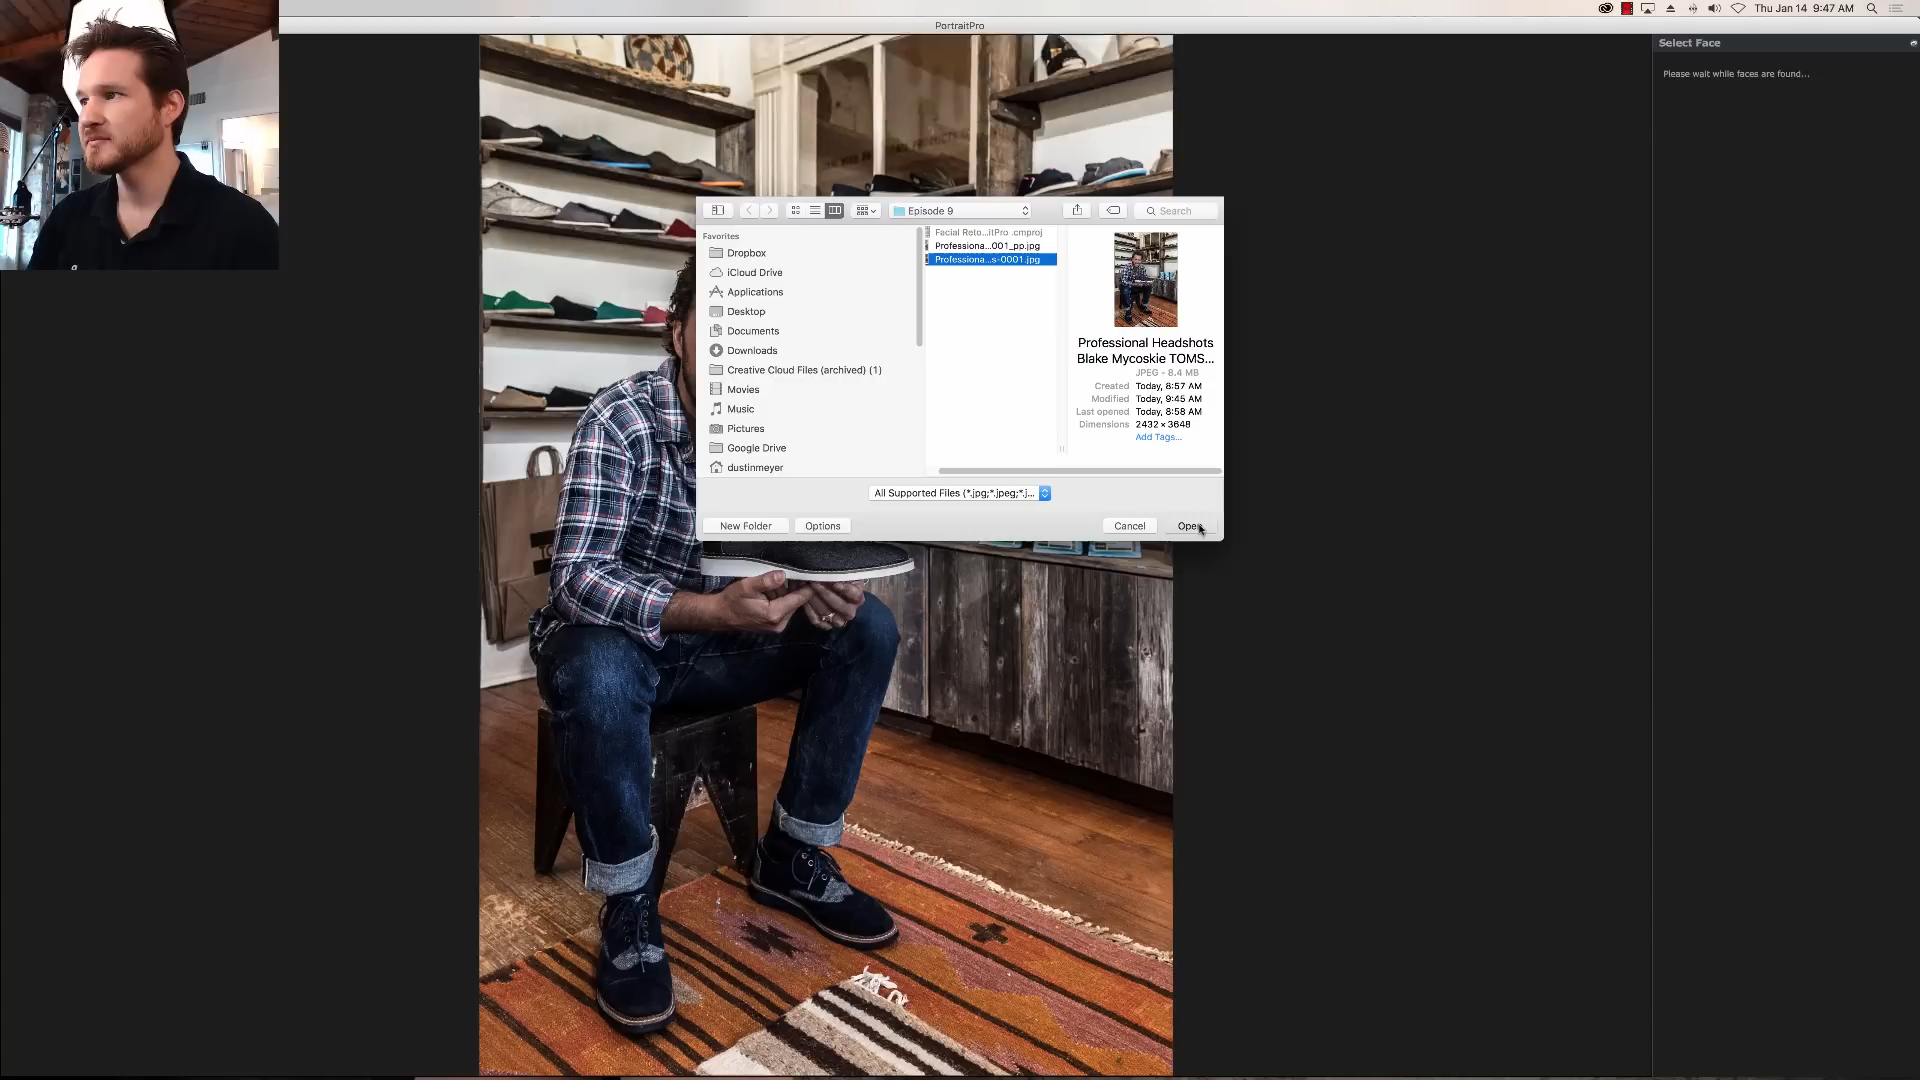 Thu Jan 14 9:47 AM
PortraitPro
Select Face
Please wait while faces are found...
Episode 9
Search
Favorites
Dropbox
iCloud Drive
Applications
Desktop
Documents
Downloads
Creative Cloud Files (archived) (1)
Movies
Music
Pictures
Google Drive
dustinmeyer
Facial Reto...itPro .cmproj
Professiona...001_pp.jpg
Professiona...s-0001.jpg
Professional Headshots
Blake Mycoskie TOMS...
JPEG - 8.4 MB
Created Today, 8:57 AM
Modified Today, 9:45 AM
Last opened Today, 8:58 AM
Dimensions 2432 × 3648
Add Tags...
All Supported Files (*.jpg;*.jpeg;*.j...
New Folder
Options
Cancel
Open